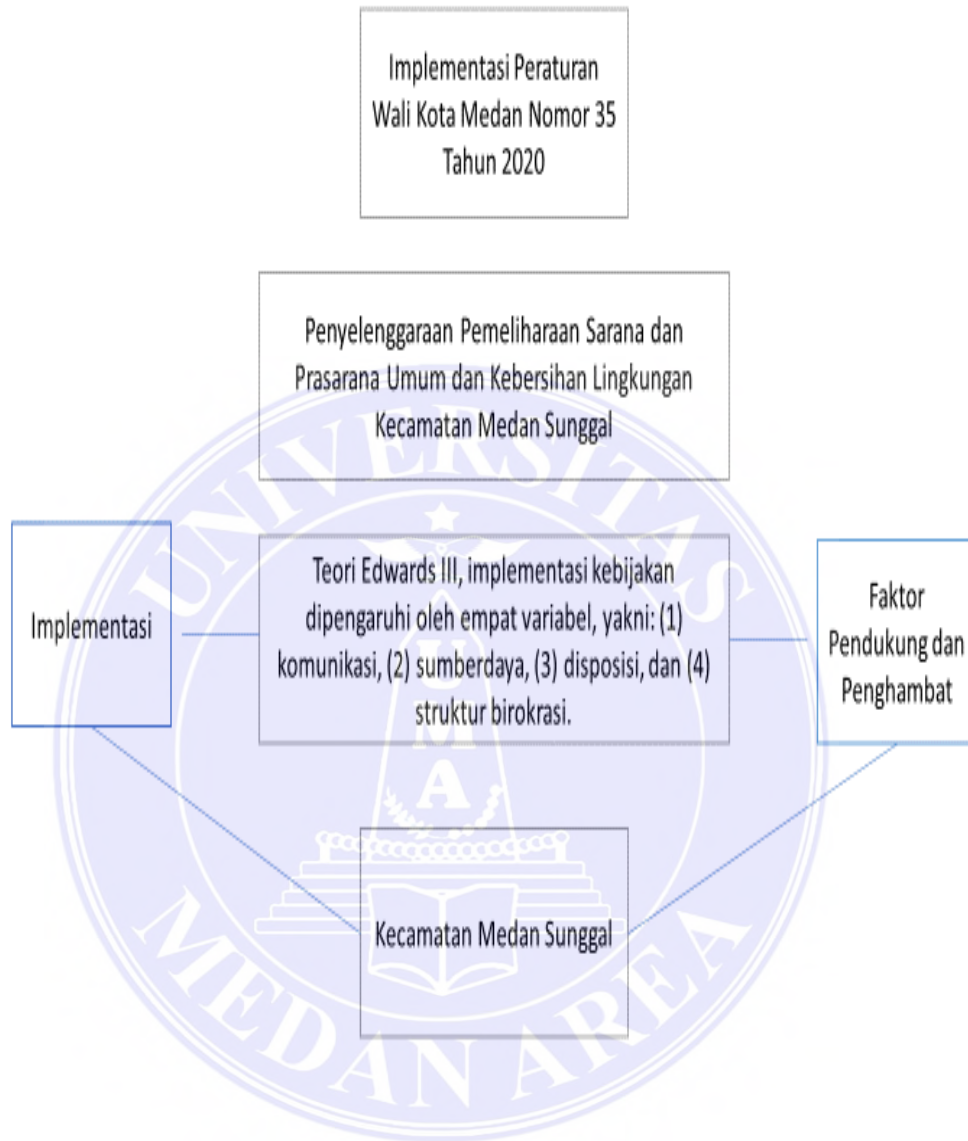 Implementasi Peraturan
Wali Kota Medan Nomor 35
Tahun 2020
Penyelenggaraan Pemeliharaan Sarana dan
Prasarana Umum dan Kebersihan Lingkungan
Kecamatan Medan Sunggal
Implementasi
Teori Edwards III, implementasi kebijakan
dipengaruhi oleh empat variabel, yakni: (1)
komunikasi, (2) sumberdaya, (3) disposisi, dan (4)
struktur birokrasi.
Faktor
Pendukung dan
Penghambat
Kecamatan Medan Sunggal
UNIVERSITAS
UMA
MEDAN AREA